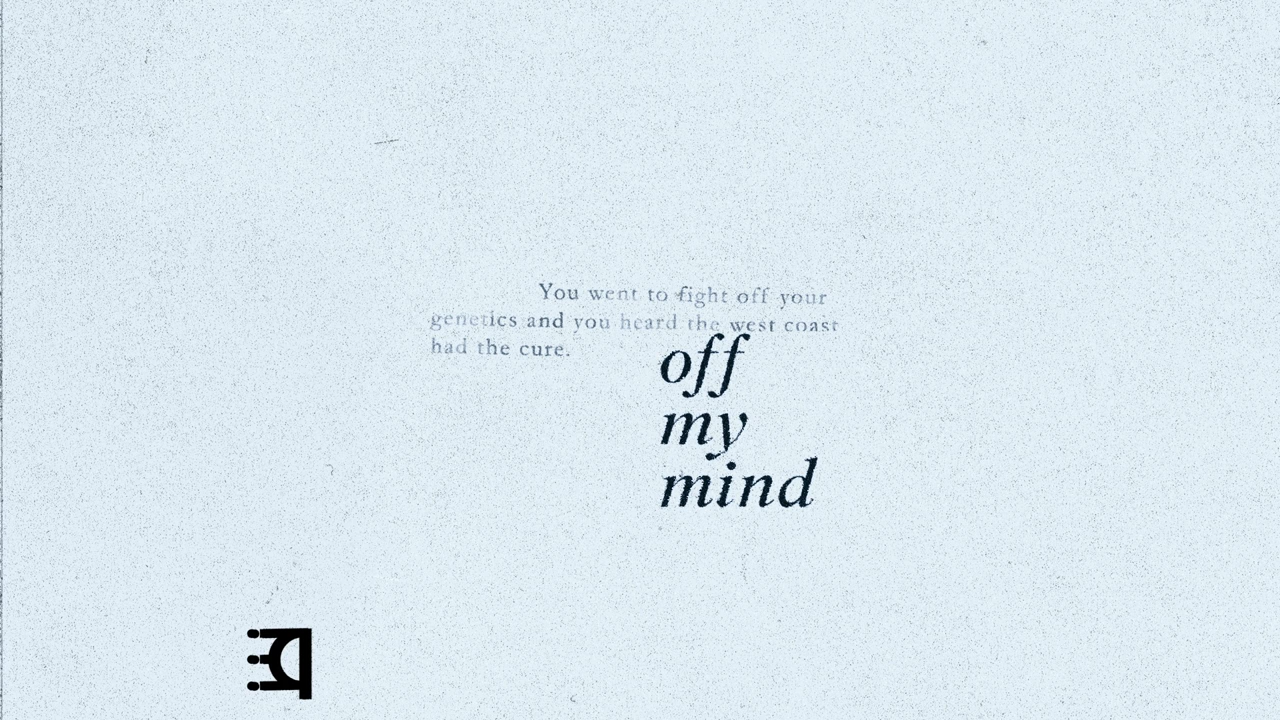 You went to fight off your
genetics and you heard the west coast
had the cure.
off
my
mind